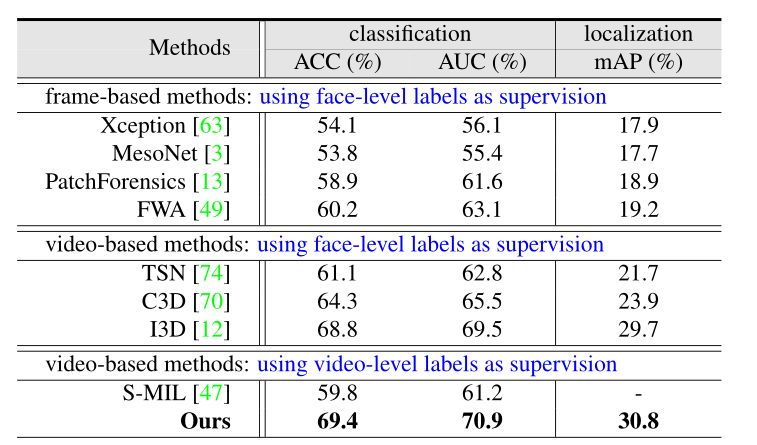 Methods classification localization
ACC (%) AUC (%) mAP (%)
frame-based methods: using face-level labels as supervision
Xception [63] 54.1 56.1 17.9
MesoNet [3] 53.8 55.4 17.7
PatchForensics [13] 58.9 61.6 18.9
FWA [49] 60.2 63.1 19.2
video-based methods: using face-level labels as supervision
TSN [74] 61.1 62.8 21.7
C3D [70] 64.3 65.5 23.9
I3D [12] 68.8 69.5 29.7
video-based methods: using video-level labels as supervision
S-MIL [47] 59.8 61.2 -
Ours 69.4 70.9 30.8